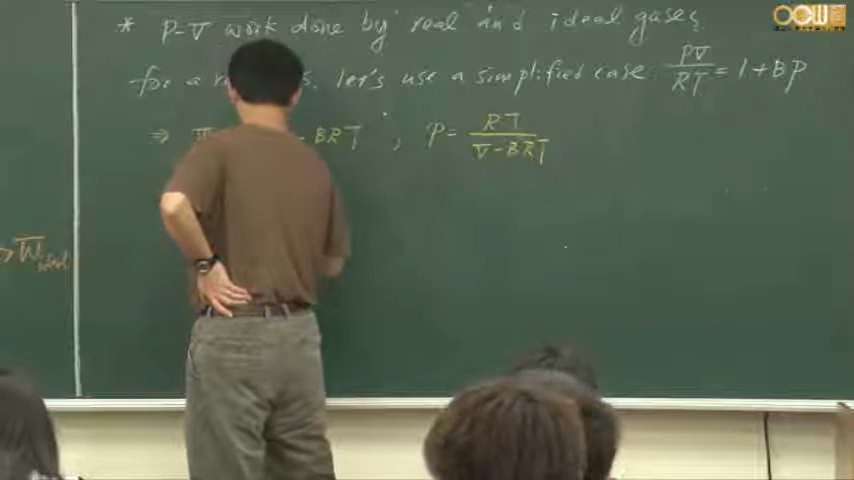 * P-V work done by real and ideal gases
for a let's use a simplified case PV̅/RT = 1+BP
⇒ V̅ - BRT ; P = RT/(V̅-BRT)
OCW